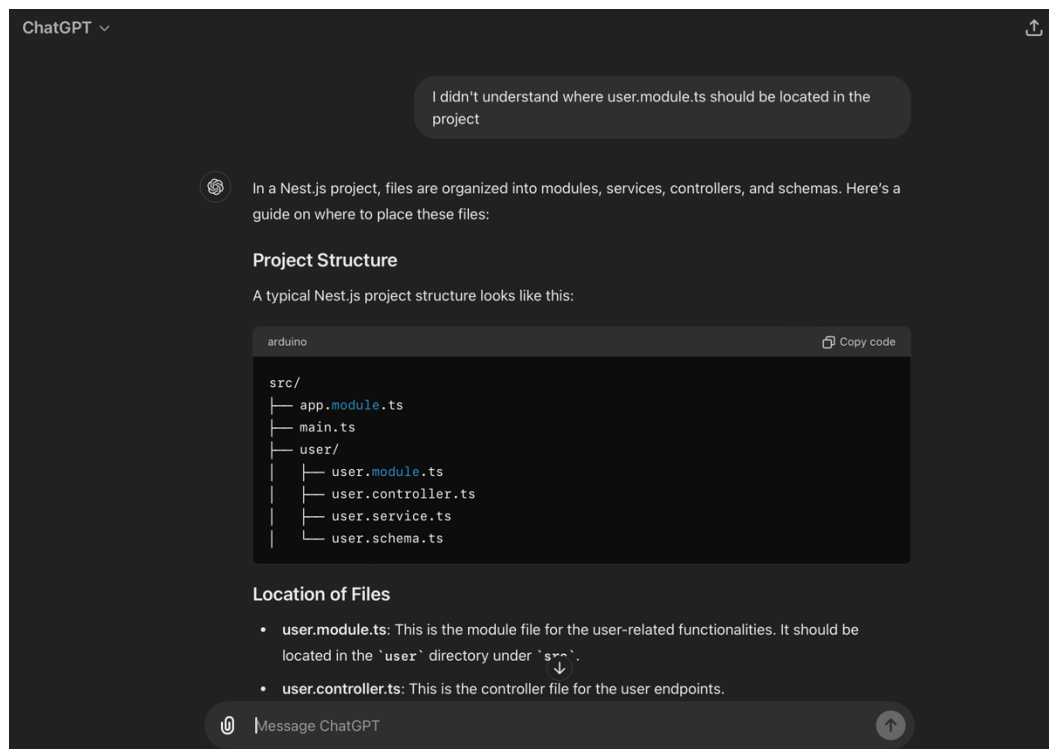 ChatGPT
I didn't understand where user.module.ts should be located in the
project
In a Nest.js project, files are organized into modules, services, controllers, and schemas. Here's a
guide on where to place these files:
Project Structure
A typical Nest.js project structure looks like this:
arduino
Copy code
src/
├── app.module.ts
├── main.ts
├── user/
│   ├── user.module.ts
│   ├── user.controller.ts
│   ├── user.service.ts
│   └── user.schema.ts
Location of Files
• user.module.ts: This is the module file for the user-related functionalities. It should be
located in the `user` directory under `src`.
• user.controller.ts: This is the controller file for the user endpoints.
Message ChatGPT